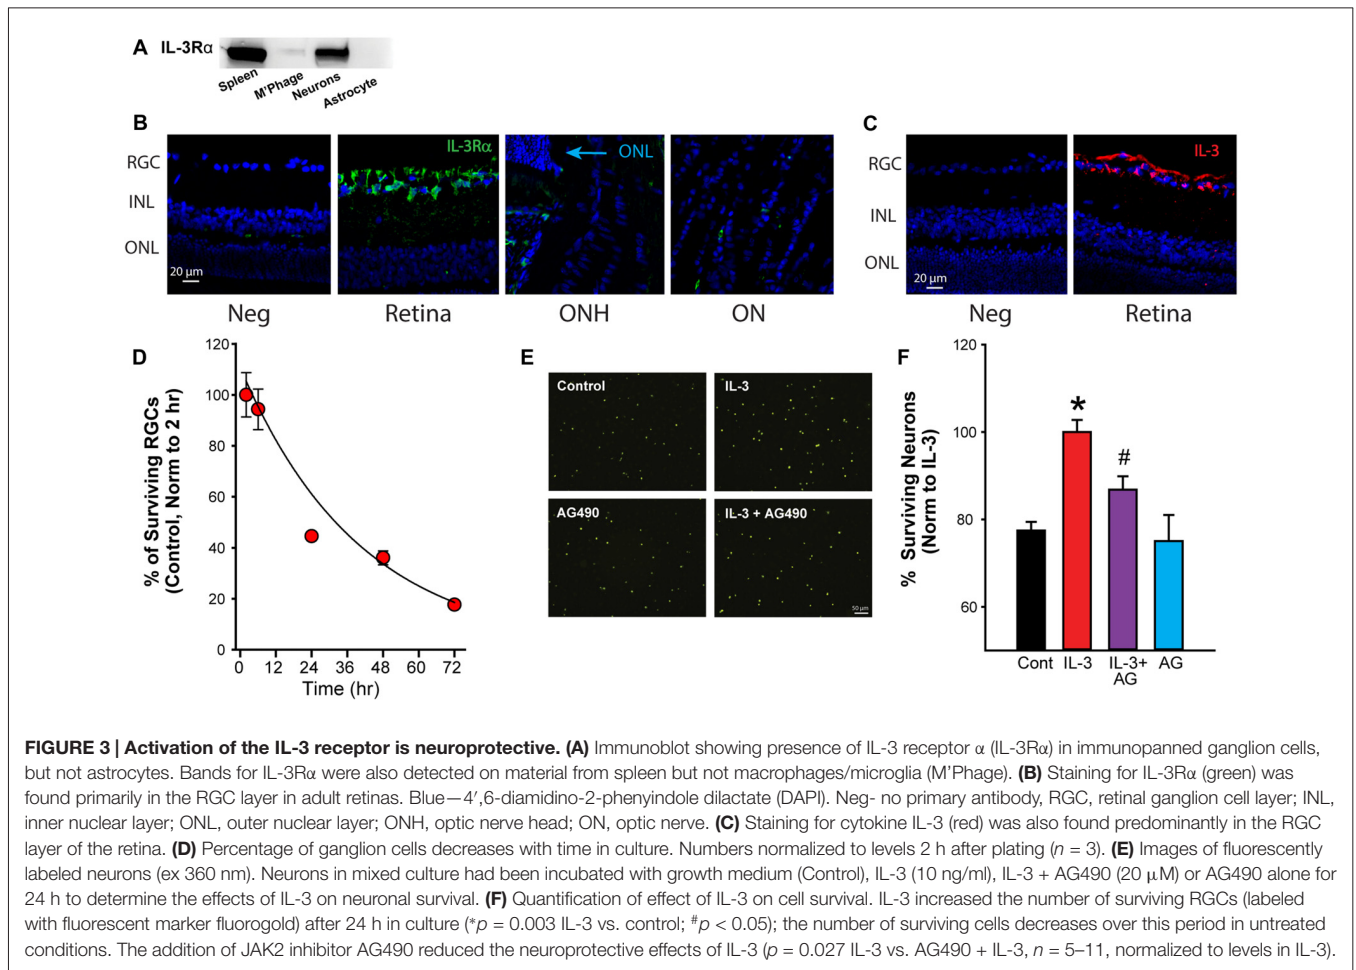 A IL-3Rα
Spleen
M'Phage
Neurons
Astrocyte
B
RGC
INL
ONL
20 µm
IL-3Rα
ONL
Neg
Retina
ONH
ON
C
RGC
INL
ONL
20 µm
IL-3
Neg
Retina
D
% of Surviving RGCs
(Control, Norm to 2 hr)
120
100
80
60
40
20
0
0 12 24 36 48 60 72
Time (hr)
E
Control
IL-3
AG490
IL-3 + AG490
50 µm
F
% Surviving Neurons
(Norm to IL-3)
120
100
80
60
*
#
Cont IL-3 IL-3+ AG
AG
FIGURE 3 | Activation of the IL-3 receptor is neuroprotective. (A) Immunoblot showing presence of IL-3 receptor α (IL-3Rα) in immunopanned ganglion cells,
but not astrocytes. Bands for IL-3Rα were also detected on material from spleen but not macrophages/microglia (M'Phage). (B) Staining for IL-3Rα (green) was
found primarily in the RGC layer in adult retinas. Blue—4′,6-diamidino-2-phenyindole dilactate (DAPI). Neg- no primary antibody, RGC, retinal ganglion cell layer; INL,
inner nuclear layer; ONL, outer nuclear layer; ONH, optic nerve head; ON, optic nerve. (C) Staining for cytokine IL-3 (red) was also found predominantly in the RGC
layer of the retina. (D) Percentage of ganglion cells decreases with time in culture. Numbers normalized to levels 2 h after plating (n = 3). (E) Images of fluorescently
labeled neurons (ex 360 nm). Neurons in mixed culture had been incubated with growth medium (Control), IL-3 (10 ng/ml), IL-3 + AG490 (20 µM) or AG490 alone for
24 h to determine the effects of IL-3 on neuronal survival. (F) Quantification of effect of IL-3 on cell survival. IL-3 increased the number of surviving RGCs (labeled
with fluorescent marker fluorogold) after 24 h in culture (*p = 0.003 IL-3 vs. control; #p < 0.05); the number of surviving cells decreases over this period in untreated
conditions. The addition of JAK2 inhibitor AG490 reduced the neuroprotective effects of IL-3 (p = 0.027 IL-3 vs. AG490 + IL-3, n = 5–11, normalized to levels in IL-3).